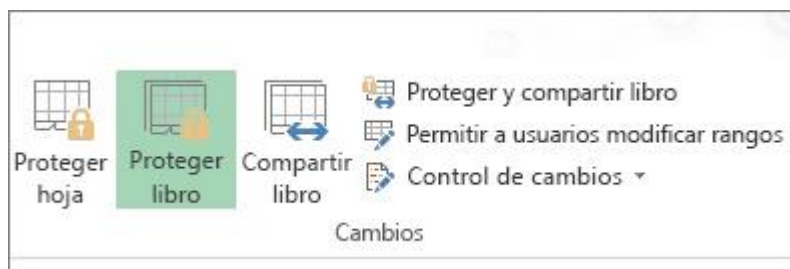 Proteger
hoja
Proteger
libro
Compartir
libro
Proteger y compartir libro
Permitir a usuarios modificar rangos
Control de cambios
Cambios